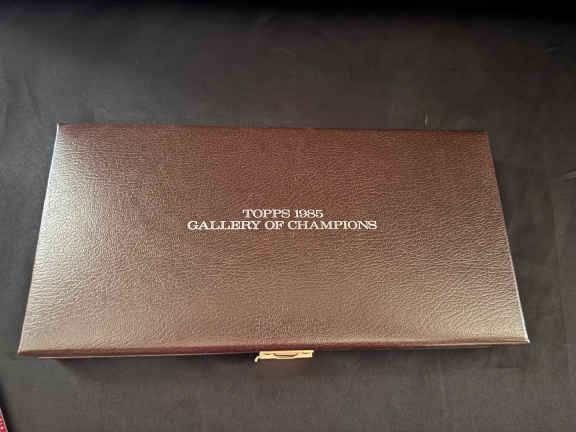 TOPPS 1985
GALLERY OF CHAMPIONS